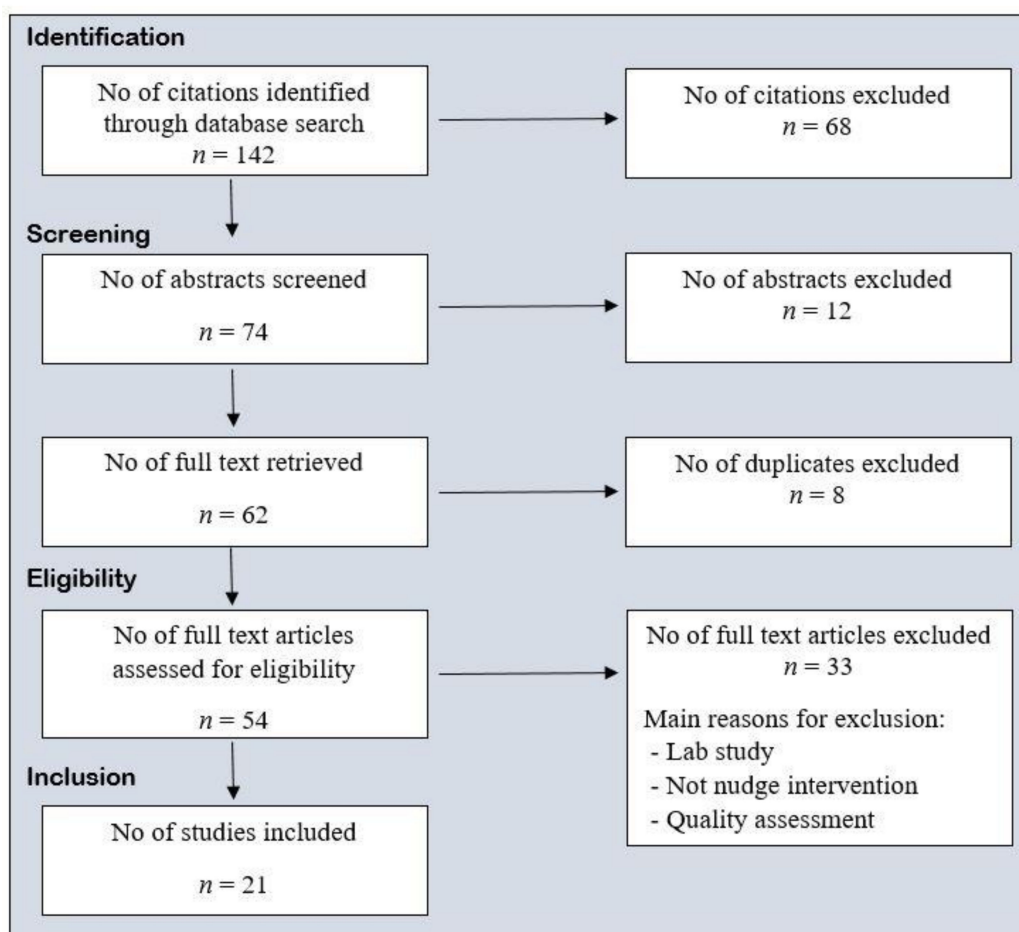 Identification
No of citations identified
through database search
n = 142
No of citations excluded
n = 68
Screening
No of abstracts screened
n = 74
No of abstracts excluded
n = 12
No of full text retrieved
n = 62
No of duplicates excluded
n = 8
Eligibility
No of full text articles
assessed for eligibility
n = 54
No of full text articles excluded
n = 33
Main reasons for exclusion:
- Lab study
- Not nudge intervention
- Quality assessment
Inclusion
No of studies included
n = 21